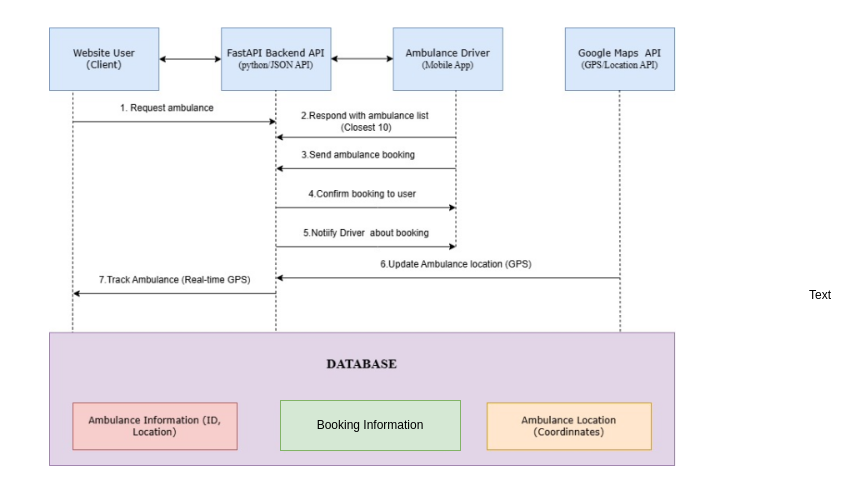 Website User
(Client)
FastAPI Backend API
(python/JSON API)
Ambulance Driver
(Mobile App)
Google Maps API
(GPS/Location API)
1. Request ambulance
2.Respond with ambulance list
(Closest 10)
3.Send ambulance booking
4.Confirm booking to user
5.Notiify Driver about booking
6.Update Ambulance location (GPS)
7.Track Ambulance (Real-time GPS)
Text
DATABASE
Ambulance Information (ID,
Location)
Booking Information
Ambulance Location
(Coordinnates)